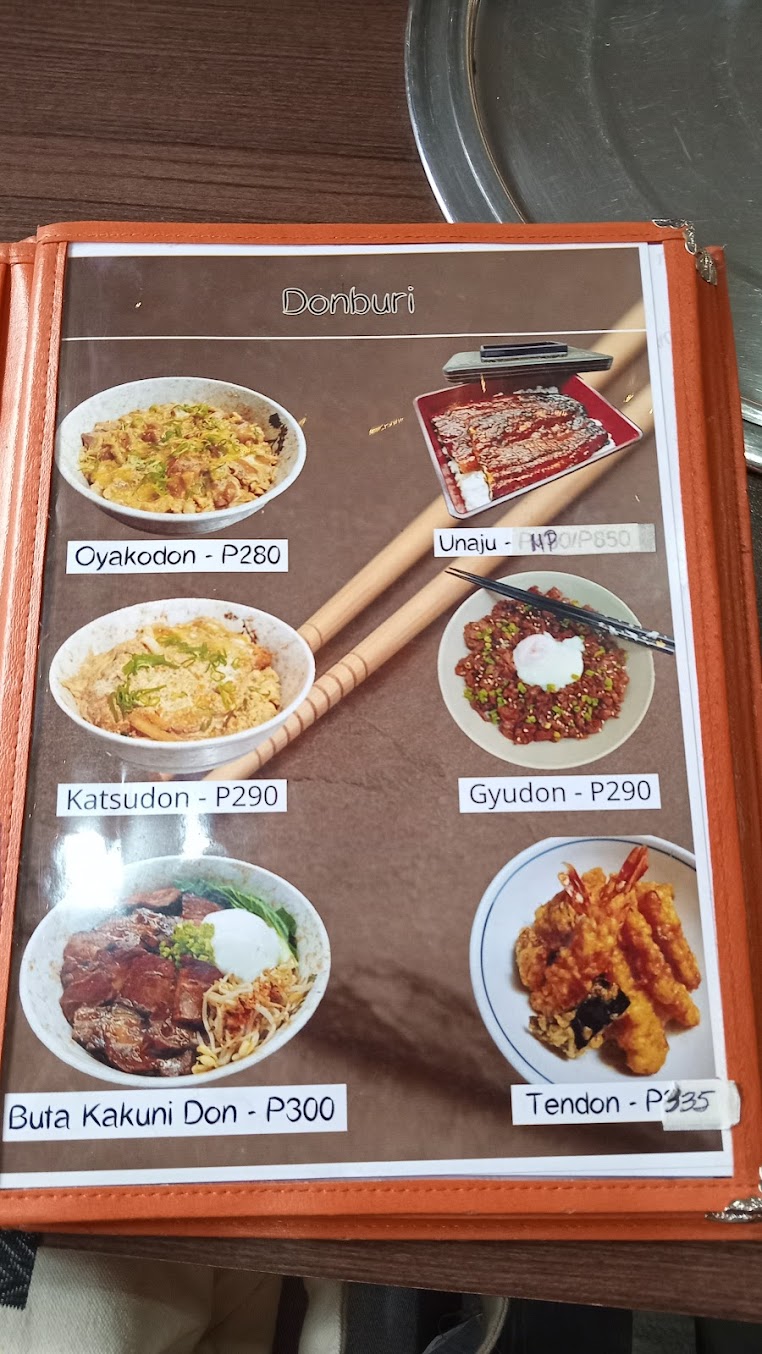 Donburi
Oyakodon - P280
Unaju - MP
Katsudon - P290
Gyudon - P290
Buta Kakuni Don - P300
Tendon - P335